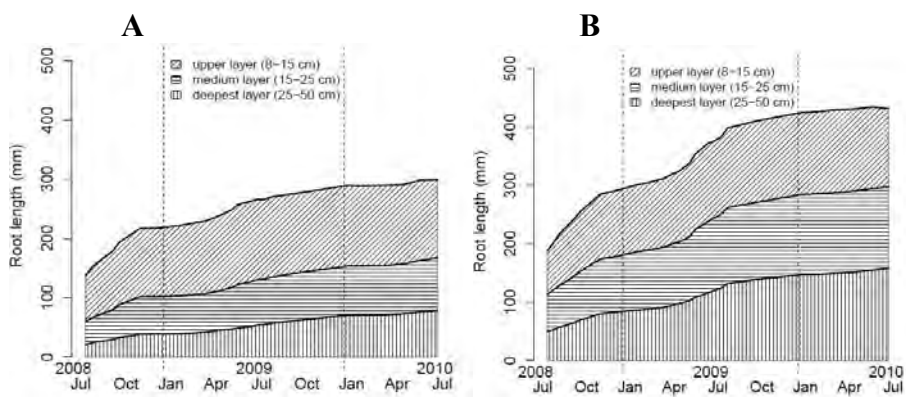 A
500
400
300
200
100
0
Root length (mm)
upper layer (8−15 cm)
medium layer (15−25 cm)
deepest layer (25−50 cm)
2008 2009 2010
Jul Oct Jan Apr Jul Oct Jan Apr Jul
B
500
400
300
200
100
0
Root length (mm)
upper layer (8−15 cm)
medium layer (15−25 cm)
deepest layer (25−50 cm)
2008 2009 2010
Jul Oct Jan Apr Jul Oct Jan Apr Jul